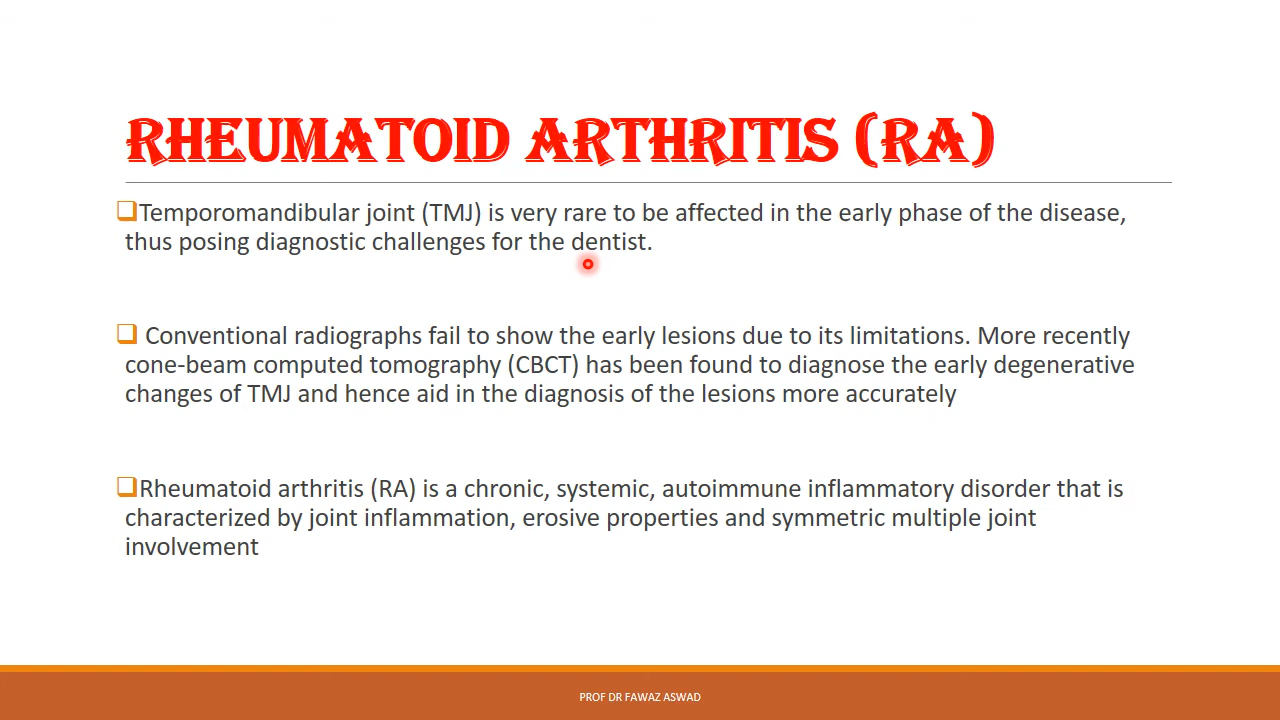 RHEUMATOID ARTHRITIS (RA)
Temporomandibular joint (TMJ) is very rare to be affected in the early phase of the disease,
thus posing diagnostic challenges for the dentist.
Conventional radiographs fail to show the early lesions due to its limitations. More recently
cone-beam computed tomography (CBCT) has been found to diagnose the early degenerative
changes of TMJ and hence aid in the diagnosis of the lesions more accurately
Rheumatoid arthritis (RA) is a chronic, systemic, autoimmune inflammatory disorder that is
characterized by joint inflammation, erosive properties and symmetric multiple joint
involvement
PROF DR FAWAZ ASWAD